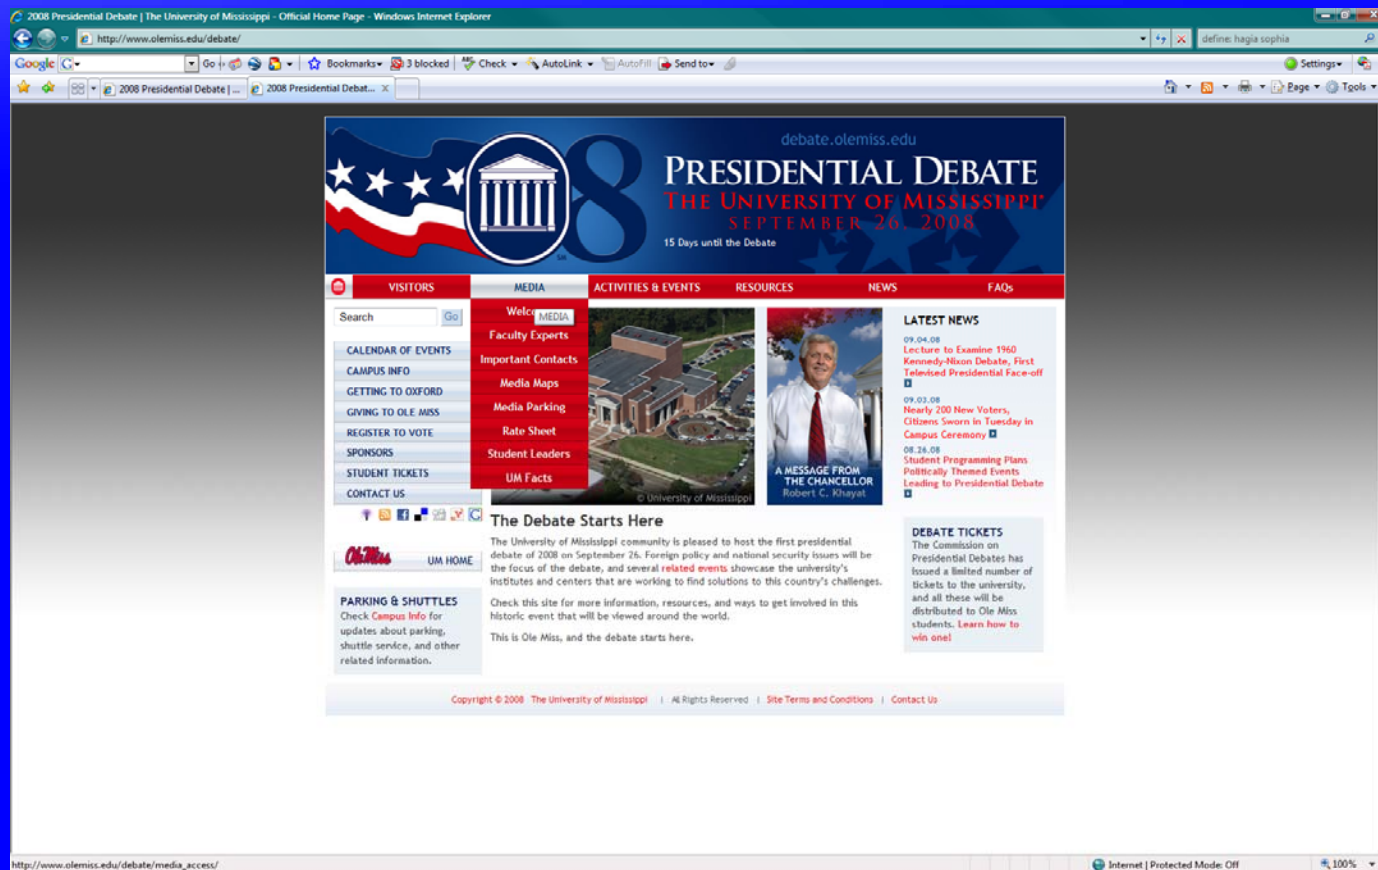 2008 Presidential Debate | The University of Mississippi - Official Home Page - Windows Internet Explorer
http://www.olemiss.edu/debate/
define: hagia sophia
Google
Go
Bookmarks
3 blocked
Check
AutoLink
AutoFill
Send to
Settings
2008 Presidential Debate | ...
2008 Presidential Debat...
Page
Tools
debate.olemiss.edu
8
PRESIDENTIAL DEBATE
THE UNIVERSITY OF MISSISSIPPI
SEPTEMBER 26, 2008
15 Days until the Debate
VISITORS
MEDIA
ACTIVITIES & EVENTS
RESOURCES
NEWS
FAQs
Search
Go
CALENDAR OF EVENTS
CAMPUS INFO
GETTING TO OXFORD
GIVING TO OLE MISS
REGISTER TO VOTE
SPONSORS
STUDENT TICKETS
CONTACT US
Ole Miss
UM HOME
PARKING & SHUTTLES
Check Campus Info for
updates about parking,
shuttle service, and other
related information.
MEDIA
Faculty Experts
Important Contacts
Media Maps
Media Parking
Rate Sheet
Student Leaders
UM Facts
© University of Mississippi
A MESSAGE FROM
THE CHANCELLOR
Robert C. Khayat
The Debate Starts Here
The University of Mississippi community is pleased to host the first presidential
debate of 2008 on September 26. Foreign policy and national security issues will be
the focus of the debate, and several related events showcase the university's
institutes and centers that are working to find solutions to this country's challenges.
Check this site for more information, resources, and ways to get involved in this
historic event that will be viewed around the world.
This is Ole Miss, and the debate starts here.
LATEST NEWS
09.04.08
Lecture to Examine 1960
Kennedy-Nixon Debate, First
Televised Presidential Face-off
09.03.08
Nearly 200 New Voters,
Citizens Sworn in Tuesday in
Campus Ceremony
08.26.08
Student Programming Plans
Politically Themed Events
Leading to Presidential Debate
DEBATE TICKETS
The Commission on
Presidential Debates has
issued a limited number of
tickets to the university,
and all these will be
distributed to Ole Miss
students. Learn how to
win one!
Copyright © 2008 The University of Mississippi | All Rights Reserved | Site Terms and Conditions | Contact Us
http://www.olemiss.edu/debate/media_access/
Internet | Protected Mode: Off
100%